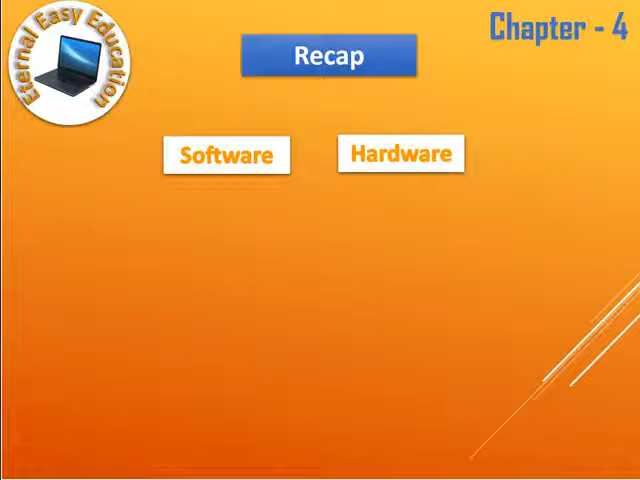 Eternal Easy Education
Chapter - 4
Recap
Software
Hardware